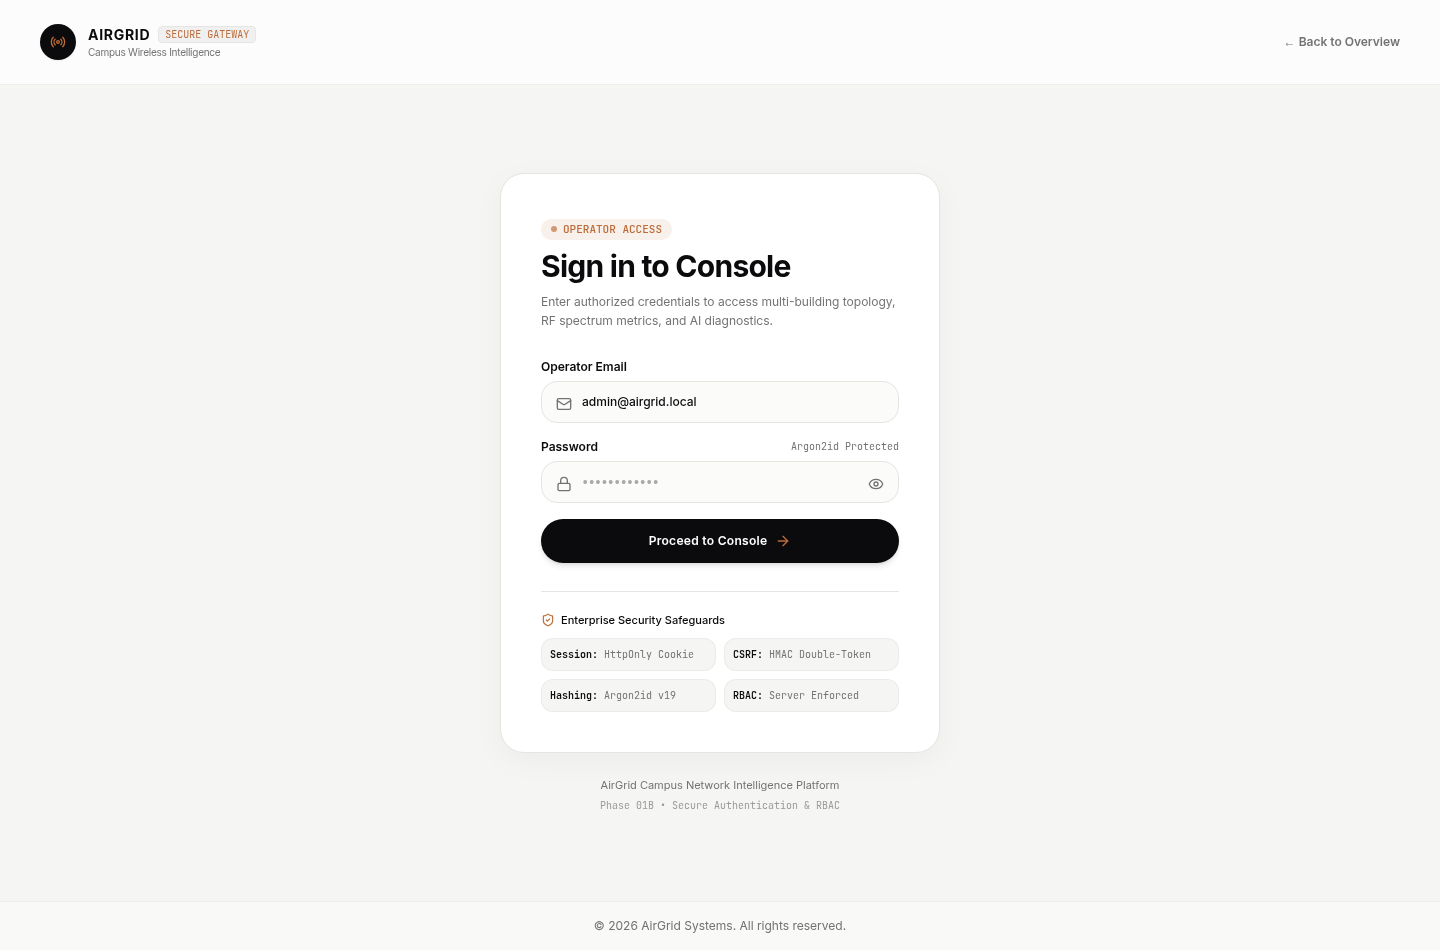 AIRGRID SECURE GATEWAY
Campus Wireless Intelligence
← Back to Overview
OPERATOR ACCESS
Sign in to Console
Enter authorized credentials to access multi-building topology,
RF spectrum metrics, and AI diagnostics.
Operator Email
admin@airgrid.local
Password Argon2id Protected
••••••••••••
Proceed to Console →
Enterprise Security Safeguards
Session: HttpOnly Cookie
CSRF: HMAC Double-Token
Hashing: Argon2id v19
RBAC: Server Enforced
AirGrid Campus Network Intelligence Platform
Phase 01B • Secure Authentication & RBAC
© 2026 AirGrid Systems. All rights reserved.